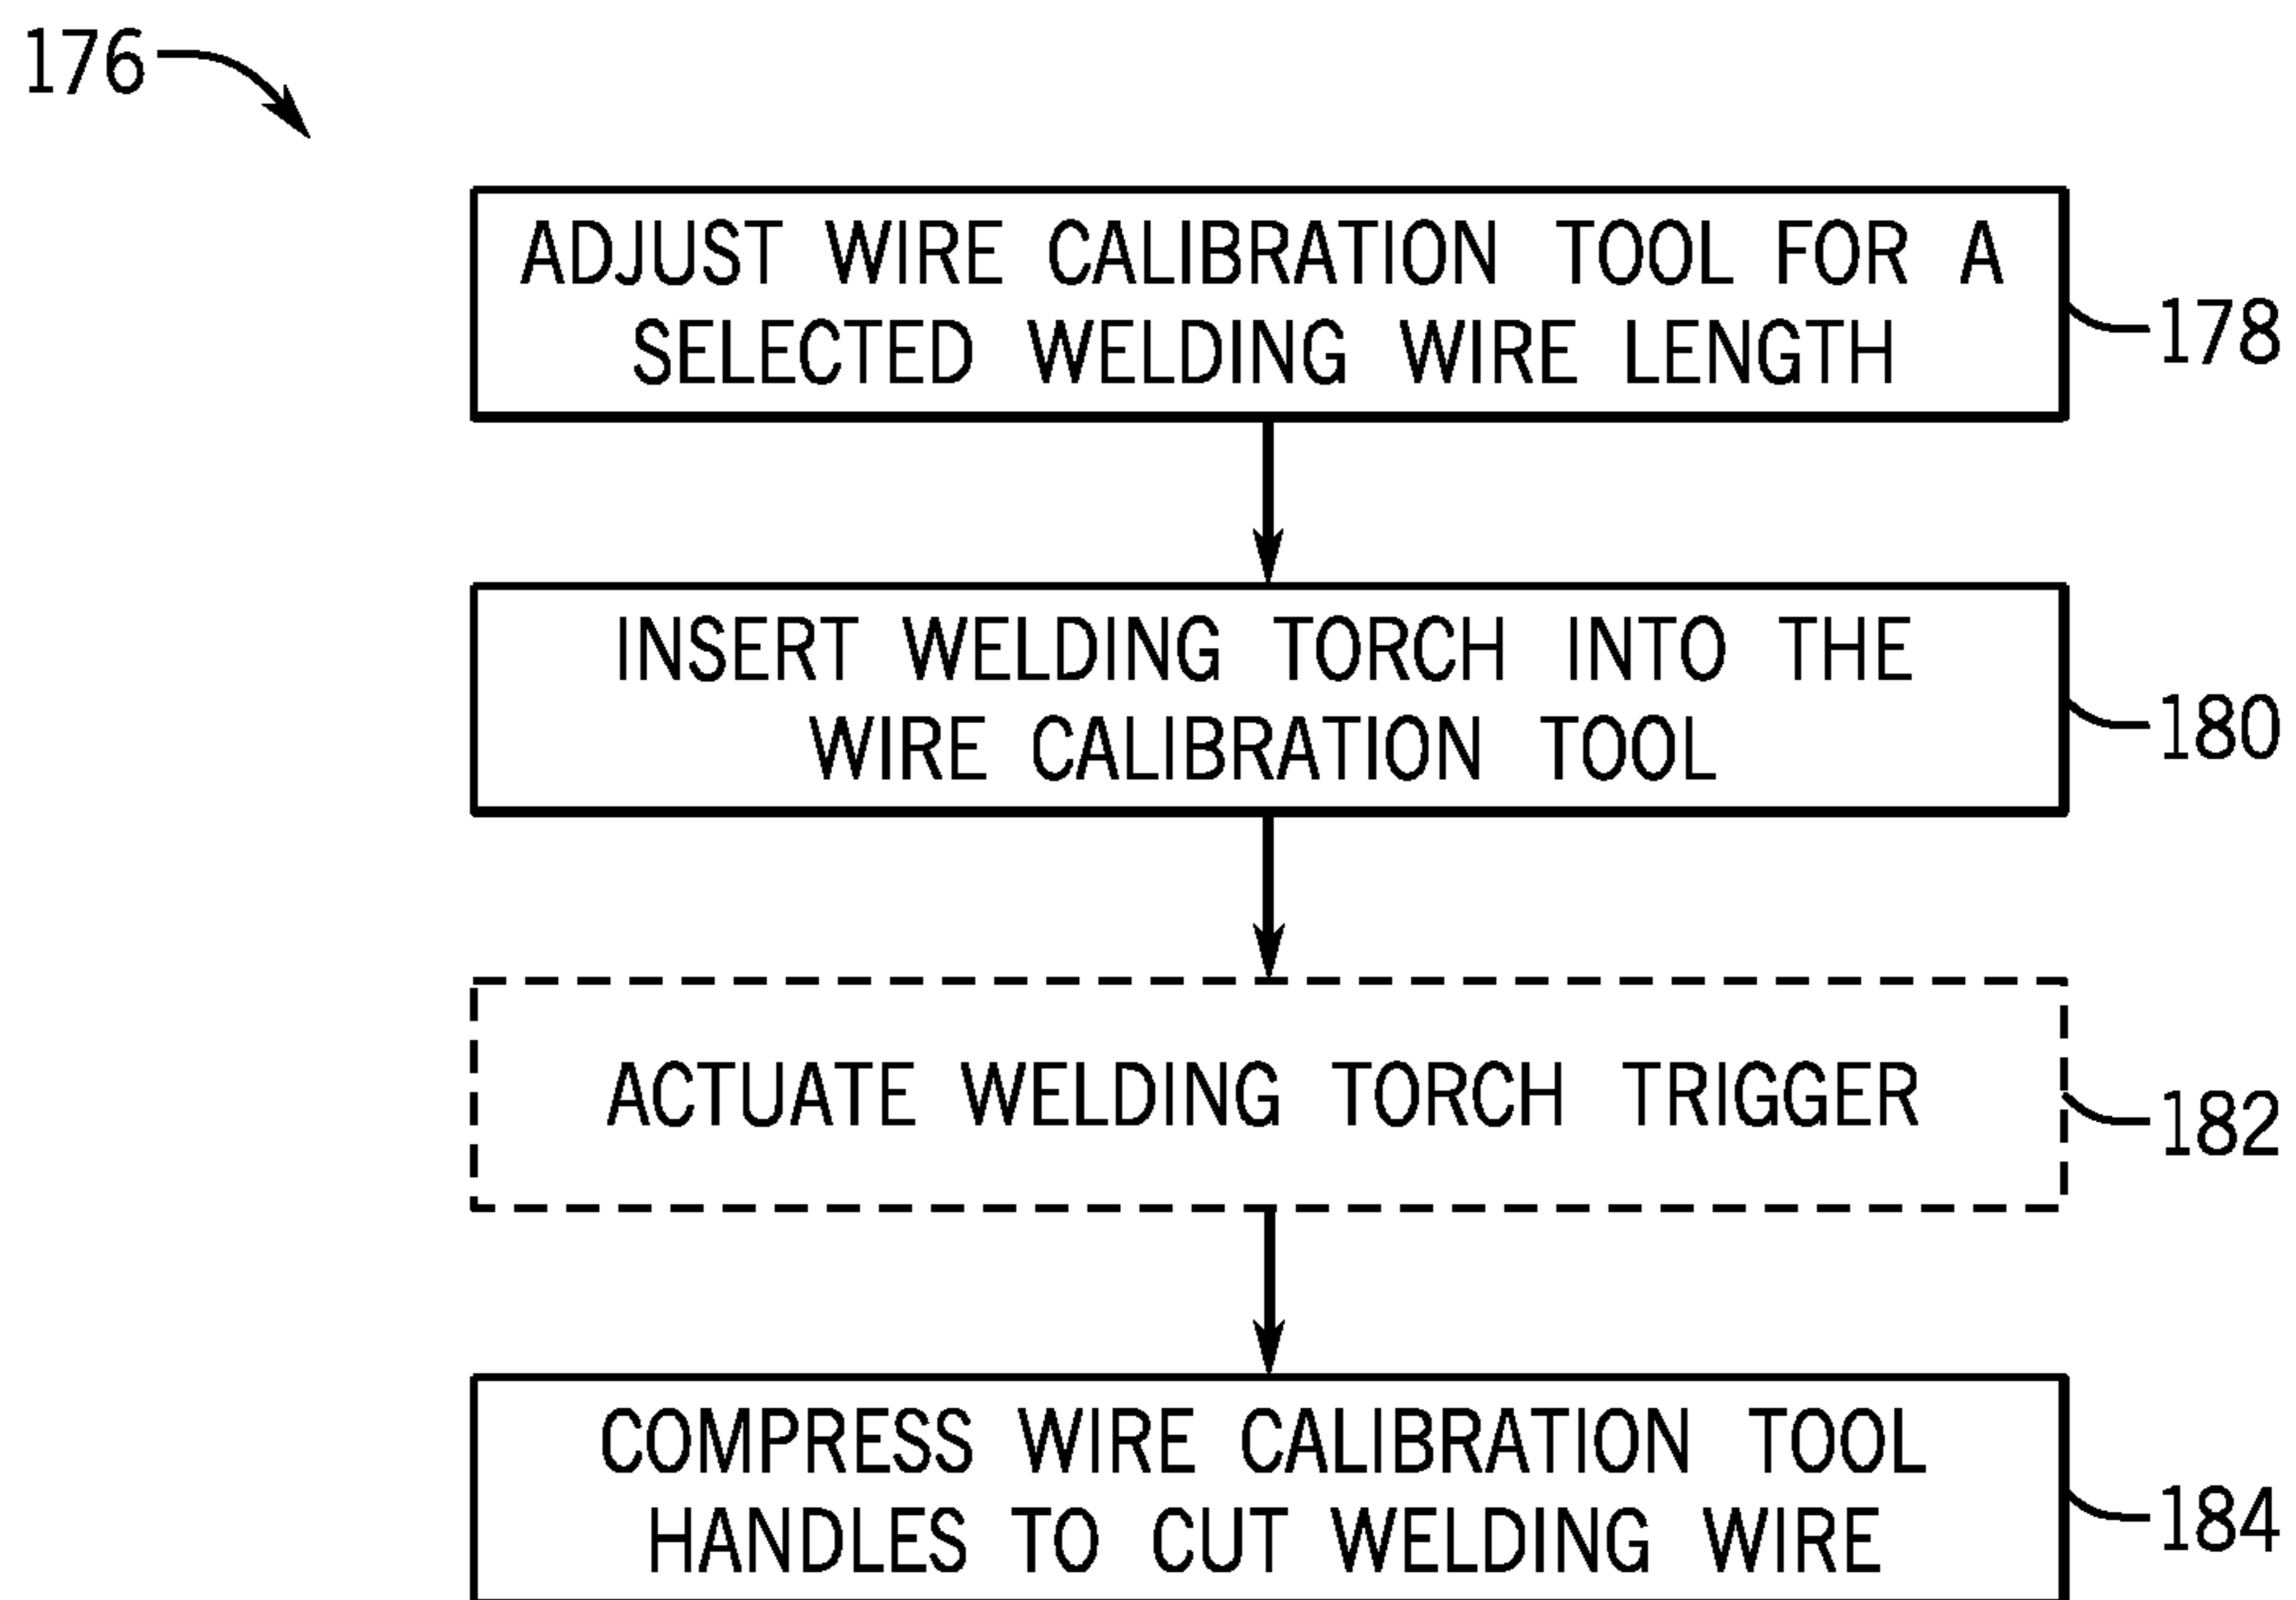 176
ADJUST WIRE CALIBRATION TOOL FOR A
SELECTED WELDING WIRE LENGTH
178
INSERT WELDING TORCH INTO THE
WIRE CALIBRATION TOOL
180
ACTUATE WELDING TORCH TRIGGER
182
COMPRESS WIRE CALIBRATION TOOL
HANDLES TO CUT WELDING WIRE
184